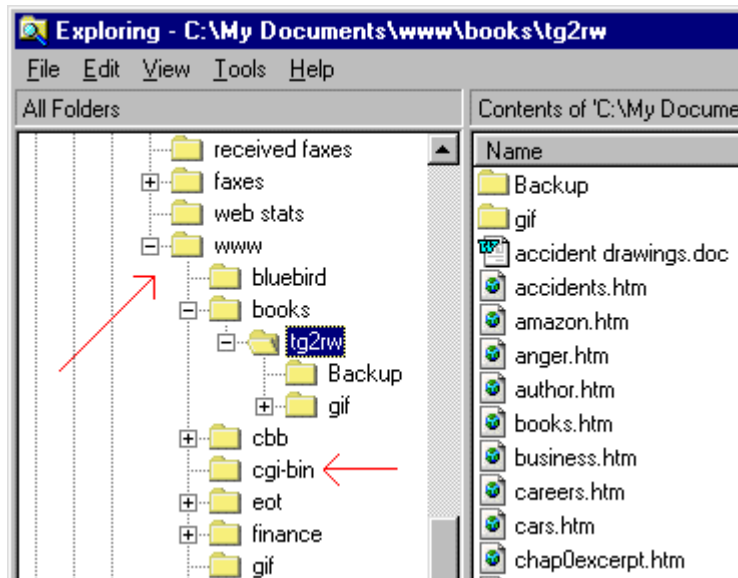 Exploring - C:\My Documents\www\books\tg2rw
File Edit View Tools Help
All Folders
Contents of 'C:\My Docume
received faxes
faxes
web stats
www
bluebird
books
tg2rw
Backup
gif
cbb
cgi-bin
eot
finance
gif
Name
Backup
gif
accident drawings.doc
accidents.htm
amazon.htm
anger.htm
author.htm
books.htm
business.htm
careers.htm
cars.htm
chap0excerpt.htm